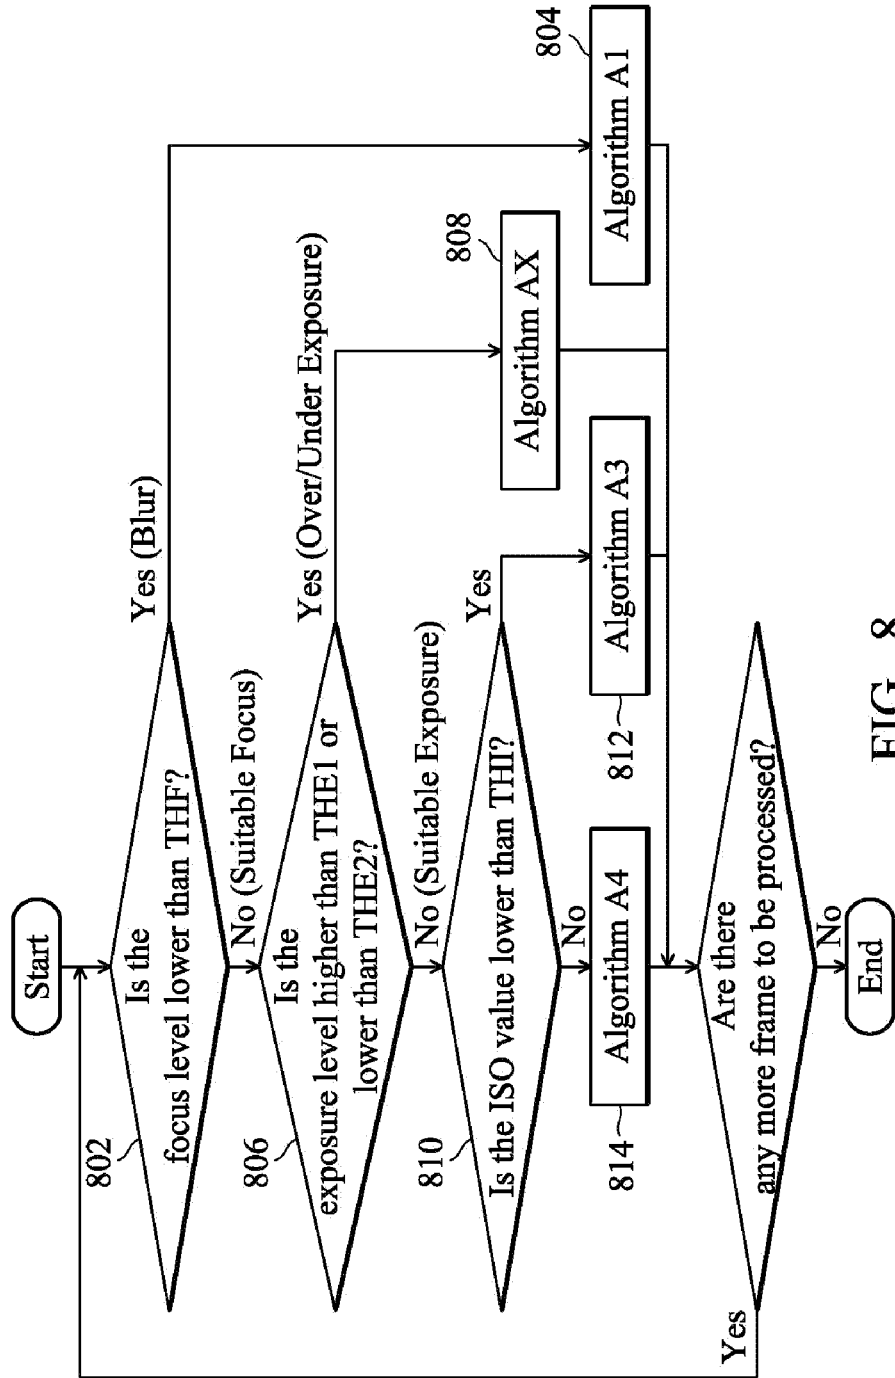 Start
802
Is the
focus level lower than THF?
Yes (Blur)
No (Suitable Focus)
806
Is the
exposure level higher than THE1 or
lower than THE2?
Yes (Over/Under Exposure)
No (Suitable Exposure)
810
Is the ISO value lower than THI?
Yes
No
814
Algorithm A4
812
Algorithm A3
808
Algorithm AX
804
Algorithm A1
Are there
any more frame to be processed?
Yes
No
End
FIG. 8